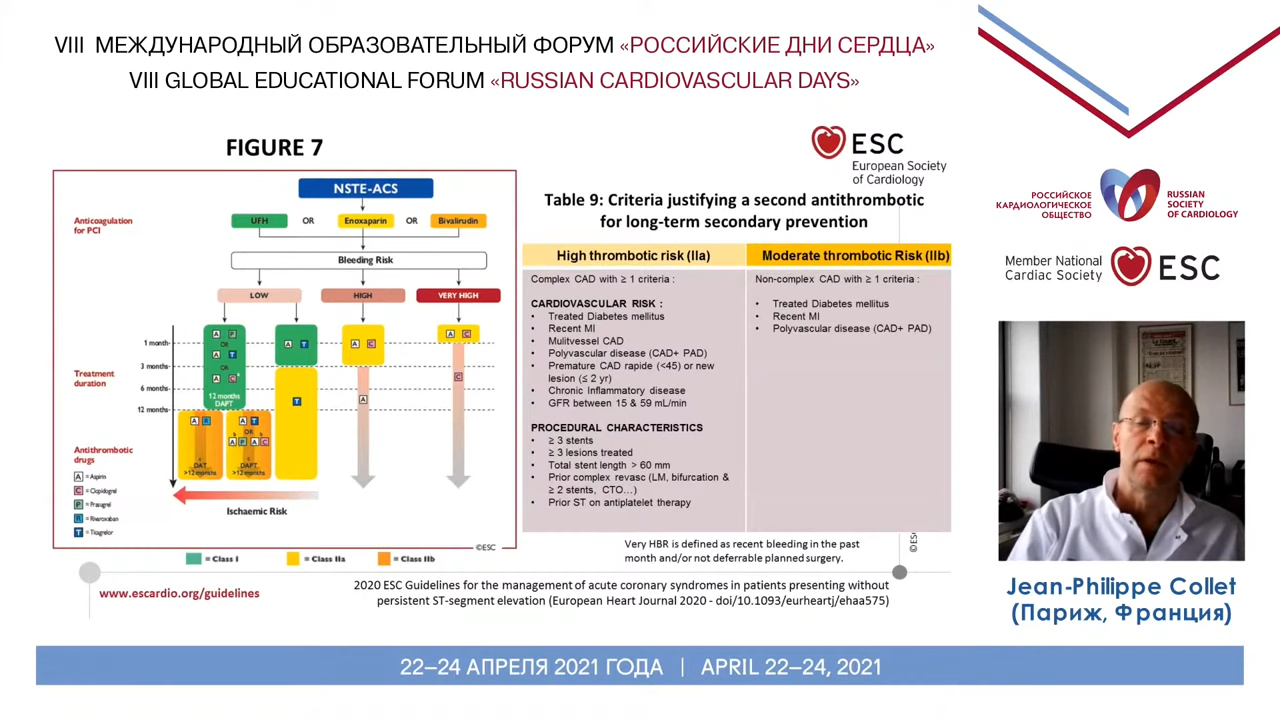 VIII МЕЖДУНАРОДНЫЙ ОБРАЗОВАТЕЛЬНЫЙ ФОРУМ «РОССИЙСКИЕ ДНИ СЕРДЦА»
VIII GLOBAL EDUCATIONAL FORUM «RUSSIAN CARDIOVASCULAR DAYS»
FIGURE 7
NSTE-ACS
Anticoagulation
for PCI
UFH OR Enoxaparin OR Bivalirudin
Bleeding Risk
LOW HIGH VERY HIGH
Treatment
duration
1 month
3 months
6 months
12 months
A P
OR
A T
OR
A C
12 months
DAPT
A T
T
A C
A
A C
C
A R
DAT
>12 months
A T
OR
A P A C
DAPT
>12 months
Antithrombotic
drugs
A = Aspirin
C = Clopidogrel
P = Prasugrel
R = Rivaroxaban
T = Ticagrelor
Ischaemic Risk
©ESC
= Class I = Class IIa = Class IIb
ESC
European Society
of Cardiology
Table 9: Criteria justifying a second antithrombotic
for long-term secondary prevention
High thrombotic risk (IIa)
Complex CAD with ≥ 1 criteria :
CARDIOVASCULAR RISK :
• Treated Diabetes mellitus
• Recent MI
• Mulitvessel CAD
• Polyvascular disease (CAD+ PAD)
• Premature CAD rapide (<45) or new
lesion (≤ 2 yr)
• Chronic Inflammatory disease
• GFR between 15 & 59 mL/min
PROCEDURAL CHARACTERISTICS
• ≥ 3 stents
• ≥ 3 lesions treated
• Total stent length > 60 mm
• Prior complex revasc (LM, bifurcation &
≥ 2 stents, CTO…)
• Prior ST on antiplatelet therapy
Moderate thrombotic Risk (IIb)
Non-complex CAD with ≥ 1 criteria :
• Treated Diabetes mellitus
• Recent MI
• Polyvascular disease (CAD+ PAD)
Very HBR is defined as recent bleeding in the past
month and/or not deferrable planned surgery.
www.escardio.org/guidelines
2020 ESC Guidelines for the management of acute coronary syndromes in patients presenting without
persistent ST-segment elevation (European Heart Journal 2020 - doi/10.1093/eurheartj/ehaa575)
РОССИЙСКОЕ
КАРДИОЛОГИЧЕСКОЕ
ОБЩЕСТВО
RUSSIAN
SOCIETY
OF CARDIOLOGY
Member National
Cardiac Society
ESC
Jean-Philippe Collet
(Париж, Франция)
22–24 АПРЕЛЯ 2021 ГОДА | APRIL 22–24, 2021